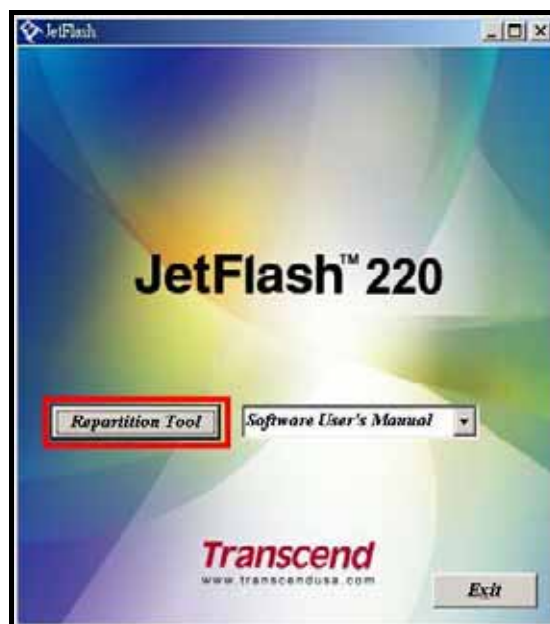 JetFlash
JetFlash™ 220
Repartition Tool
Software User's Manual
Transcend
www.transcendusa.com
Exit